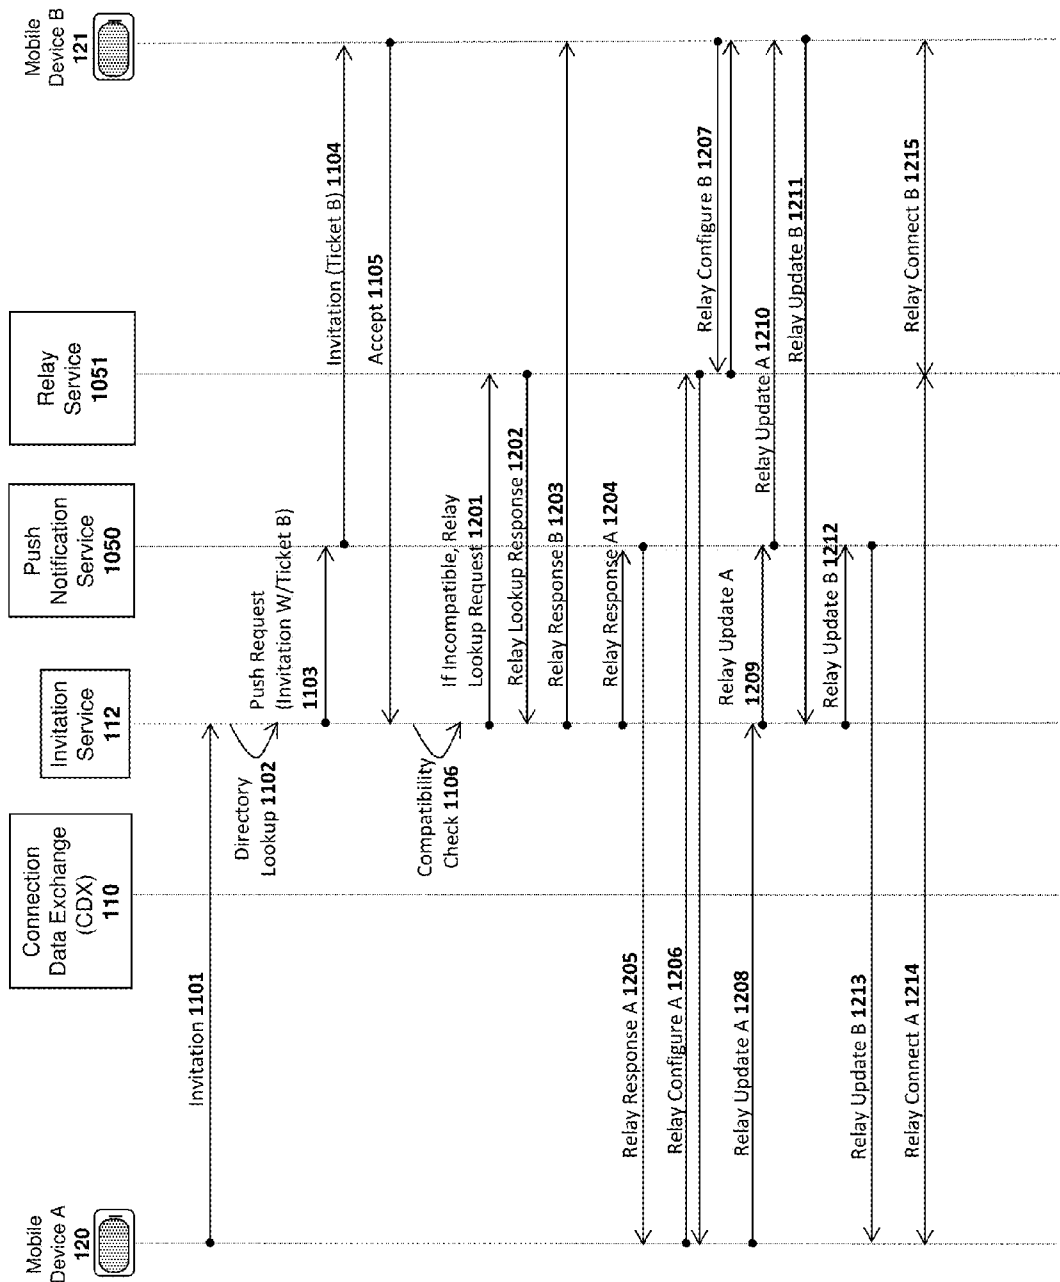 Mobile
Device A
120
Connection
Data Exchange
(CDX)
110
Invitation
Service
112
Push
Notification
Service
1050
Relay
Service
1051
Mobile
Device B
121
Invitation 1101
Directory
Lookup 1102
Push Request
(Invitation W/Ticket B)
1103
Invitation (Ticket B) 1104
Accept 1105
Compatibility
Check 1106
If Incompatible, Relay
Lookup Request 1201
Relay Lookup Response 1202
Relay Response B 1203
Relay Response A 1204
Relay Response A 1205
Relay Configure A 1206
Relay Configure B 1207
Relay Update A 1208
Relay Update A
1209
Relay Update A 1210
Relay Update B 1211
Relay Update B 1212
Relay Update B 1213
Relay Connect A 1214
Relay Connect B 1215